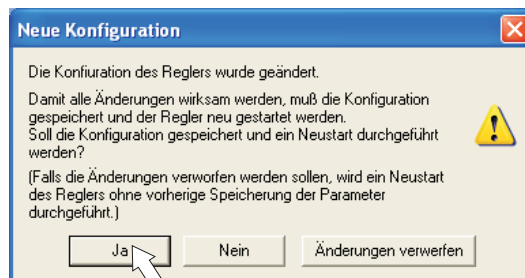 Neue Konfiguration
Die Konfiuration des Reglers wurde geändert.
Damit alle Änderungen wirksam werden, muß die Konfiguration
gespeichert und der Regler neu gestartet werden.
Soll die Konfiguration gespeichert und ein Neustart durchgeführt
werden?
(Falls die Änderungen verworfen werden sollen, wird ein Neustart
des Reglers ohne vorherige Speicherung der Parameter
durchgeführt.)
Ja Nein Änderungen verwerfen